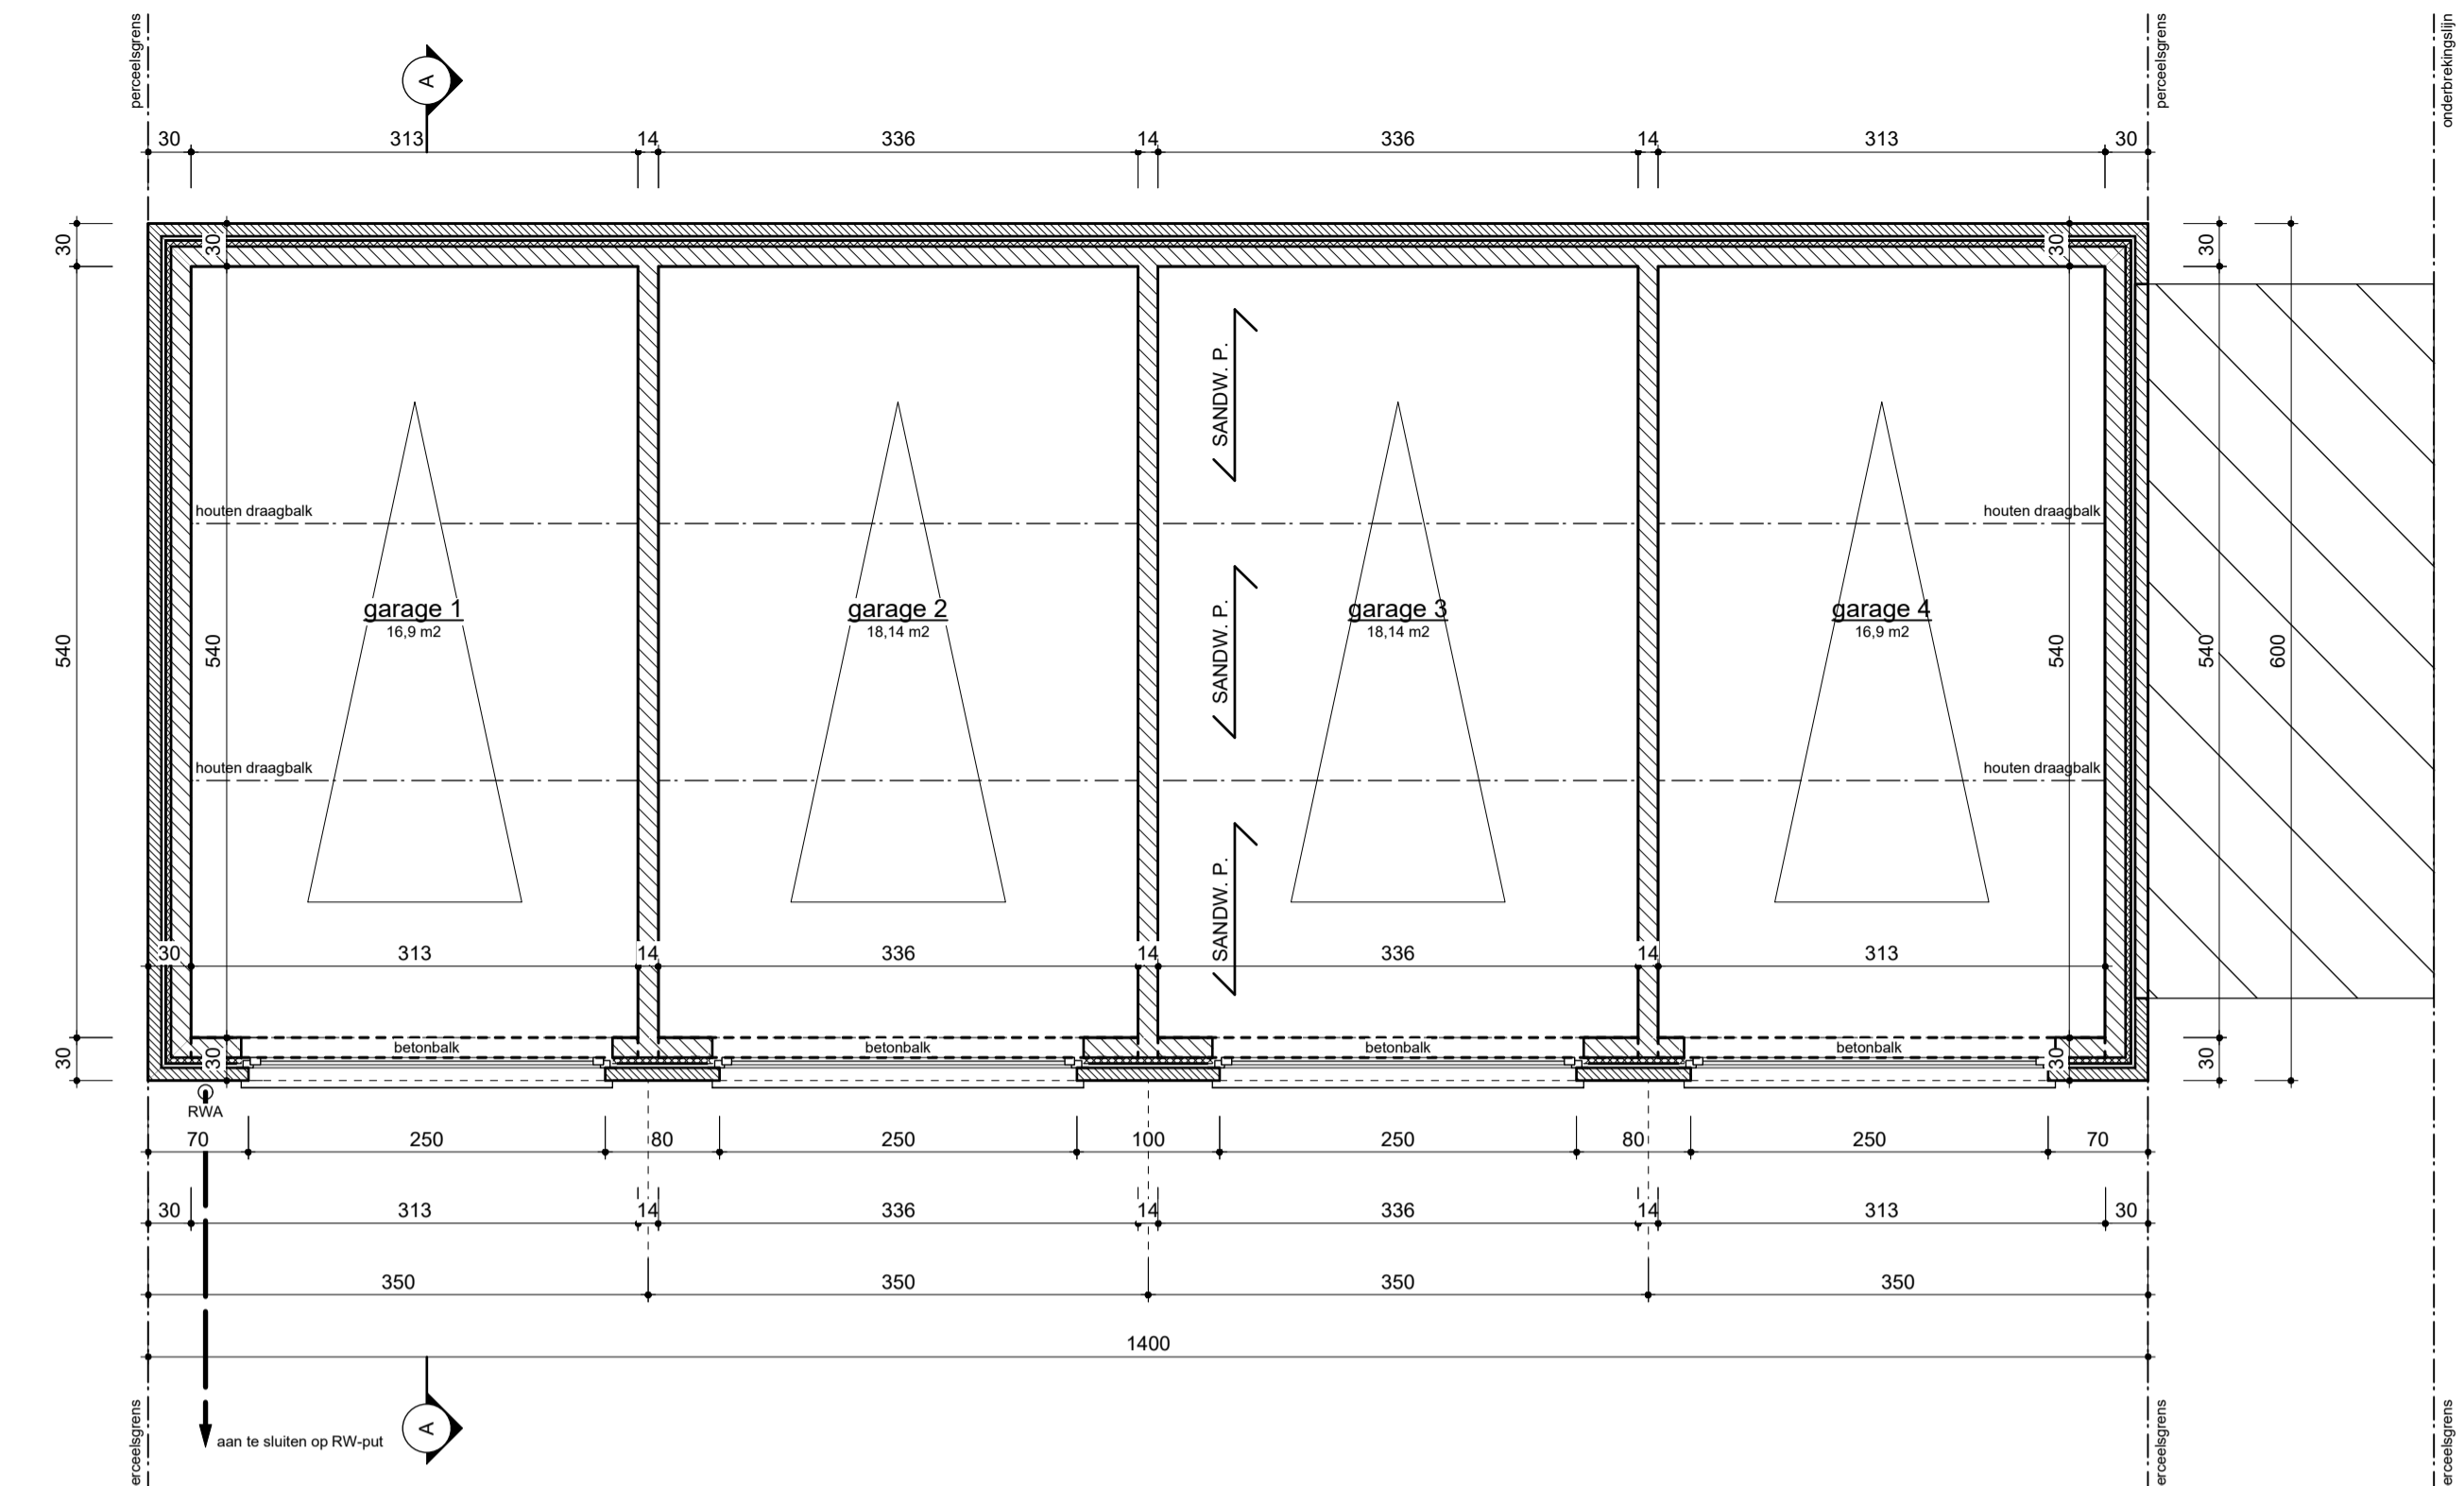 perceelsgrens
perceelsgrens
onderbrekingslijn
A
30 313 14 336 14 336 14 313 30
30
30
30
30
SANDW. P.
houten draagbalk
houten draagbalk
garage 1
16,9 m2
garage 2
18,14 m2
garage 3
18,14 m2
garage 4
16,9 m2
540
540
SANDW. P.
540
540
600
houten draagbalk
houten draagbalk
SANDW. P.
30 313 14 336 14 336 14 313
30
30
betonbalk
betonbalk
betonbalk
betonbalk
30
30
RWA
70 250 80 250 100 250 80 250 70
30 313 14 336 14 336 14 313 30
350 350 350 350
1400
A
aan te sluiten op RW-put
erceelsgrens
erceelsgrens
erceelsgrens